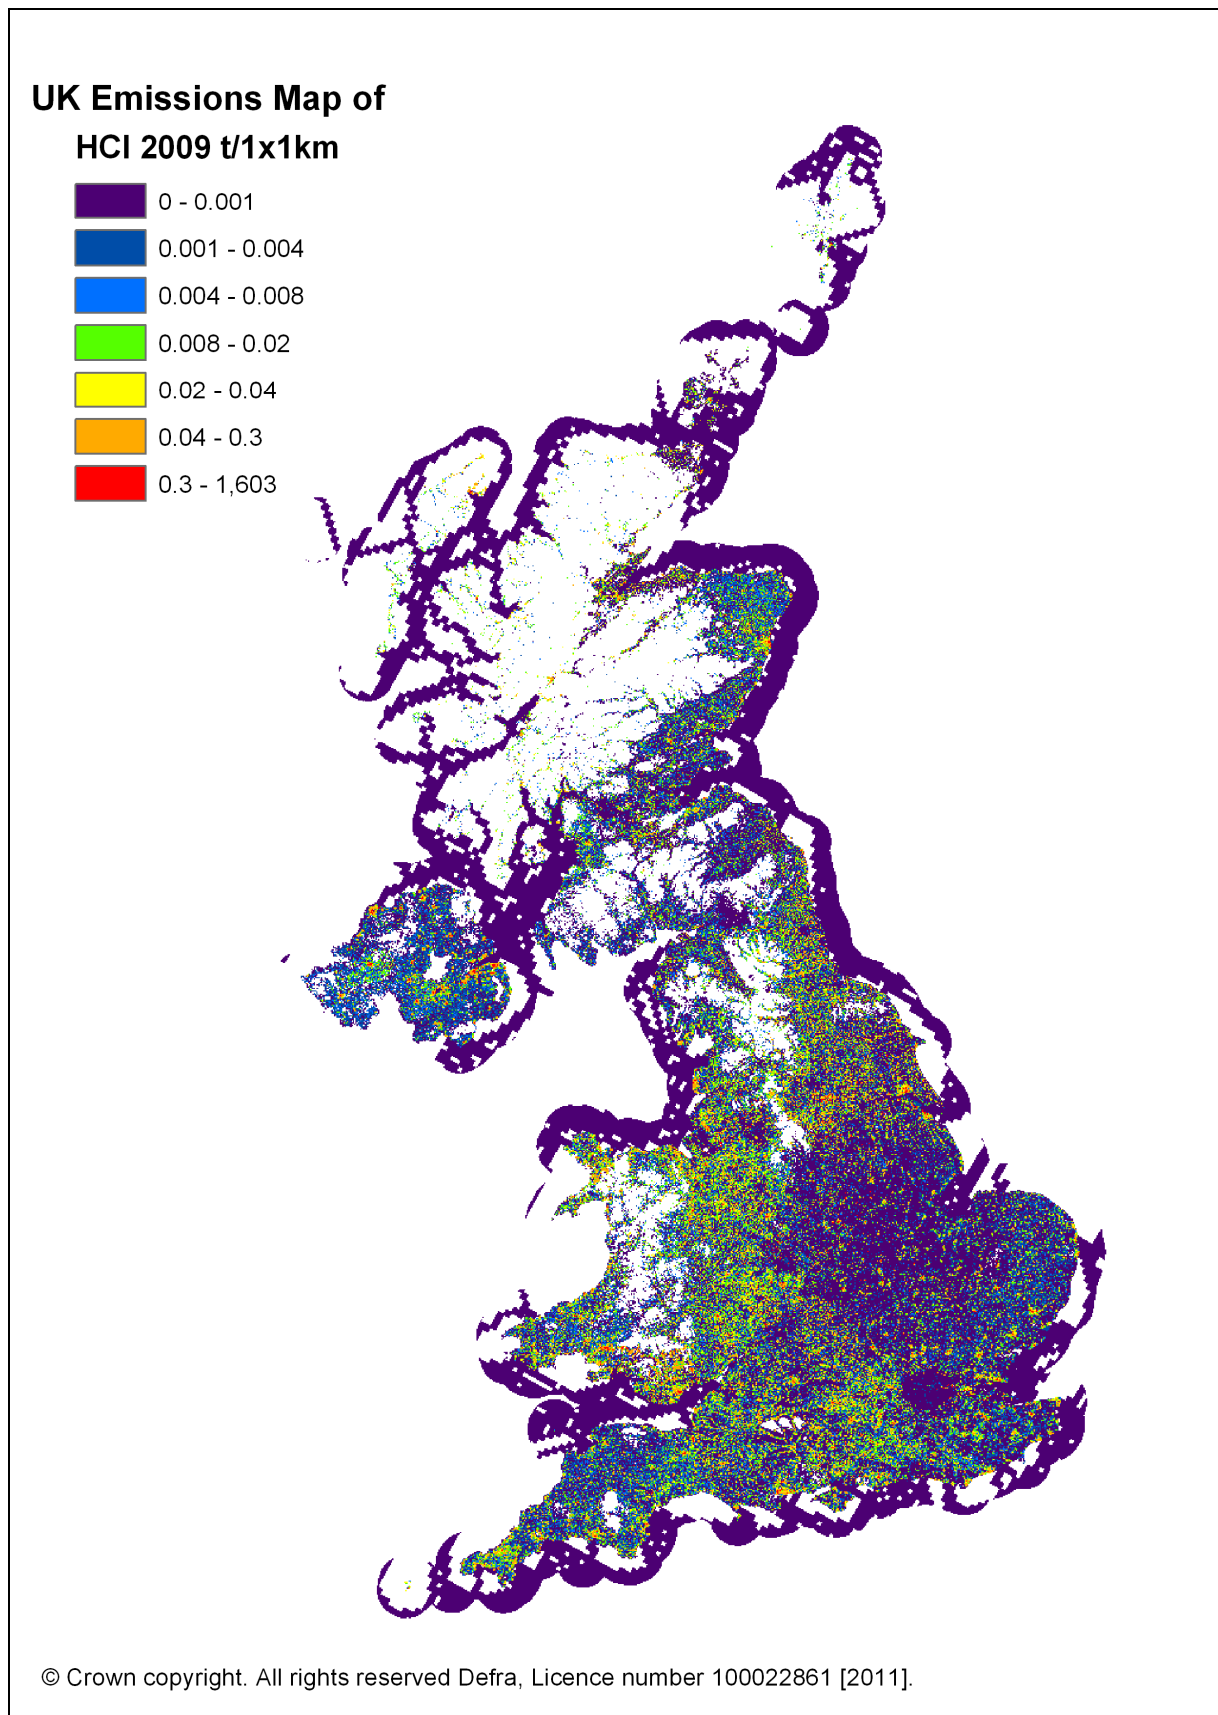 UK Emissions Map of
HCl 2009 t/1x1km
0 - 0.001
0.001 - 0.004
0.004 - 0.008
0.008 - 0.02
0.02 - 0.04
0.04 - 0.3
0.3 - 1,603
© Crown copyright. All rights reserved Defra, Licence number 100022861 [2011].